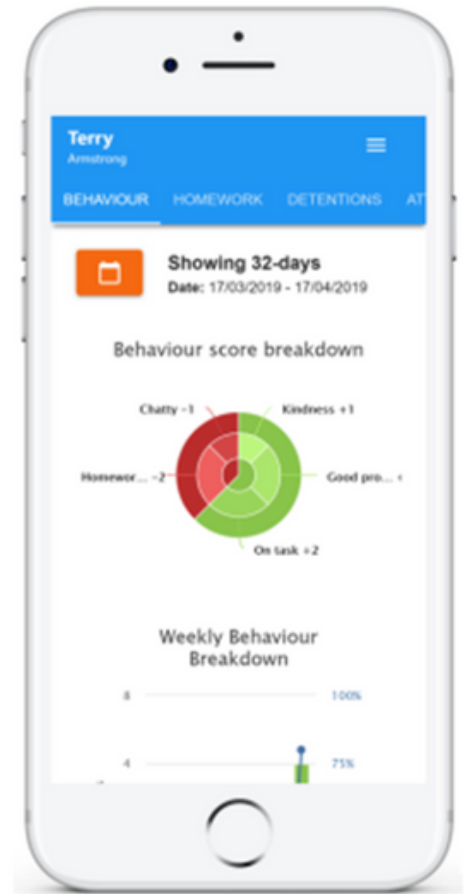 Terry
Armstrong
BEHAVIOUR HOMEWORK DETENTIONS AT
Showing 32-days
Date: 17/03/2019 - 17/04/2019
Behaviour score breakdown
Chatty -1
Kindness +1
Homewor... -2
Good pro...
On task +2
Weekly Behaviour
Breakdown
8 100%
4 75%